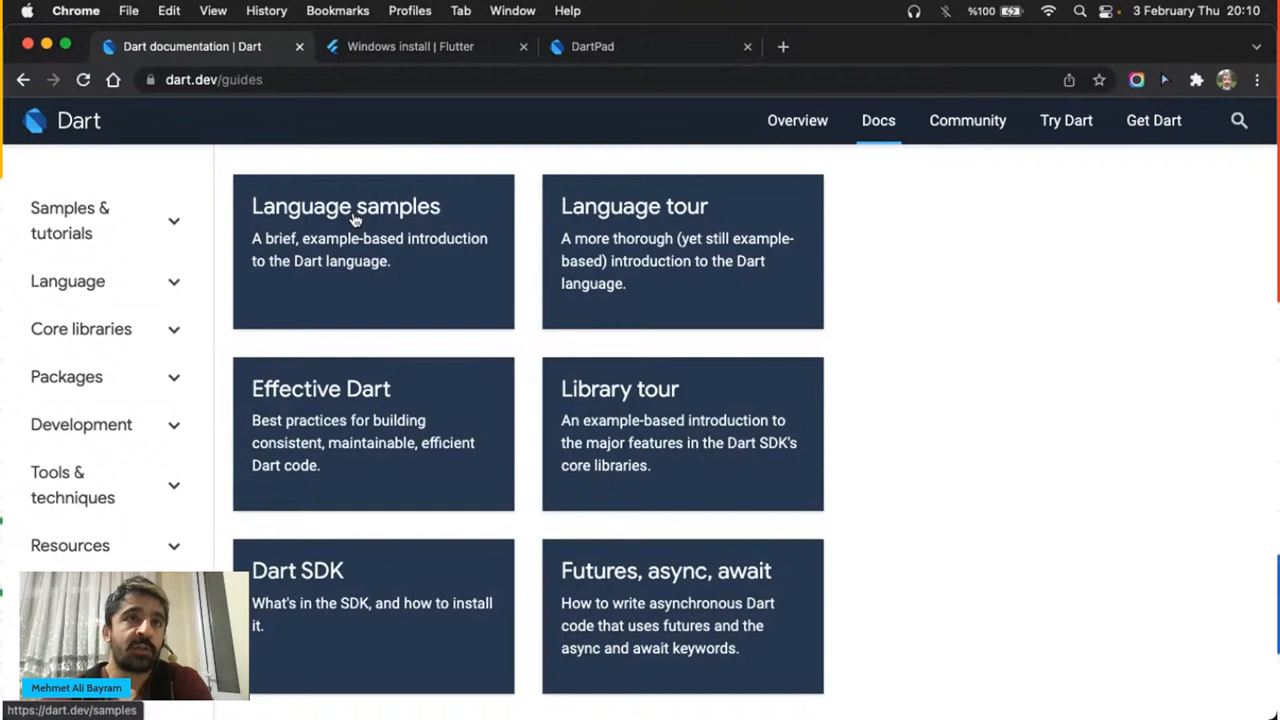 Chrome File Edit View History Bookmarks Profiles Tab Window Help %100 3 February Thu 20:10
Dart documentation | Dart Windows install | Flutter DartPad
dart.dev/guides
Dart Overview Docs Community Try Dart Get Dart
Samples &
tutorials
Language
Core libraries
Packages
Development
Tools &
techniques
Resources
Language samples
A brief, example-based introduction
to the Dart language.
Language tour
A more thorough (yet still example-
based) introduction to the Dart
language.
Effective Dart
Best practices for building
consistent, maintainable, efficient
Dart code.
Library tour
An example-based introduction to
the major features in the Dart SDK's
core libraries.
Dart SDK
What's in the SDK, and how to install
it.
Futures, async, await
How to write asynchronous Dart
code that uses futures and the
async and await keywords.
Mehmet Ali Bayram
https://dart.dev/samples